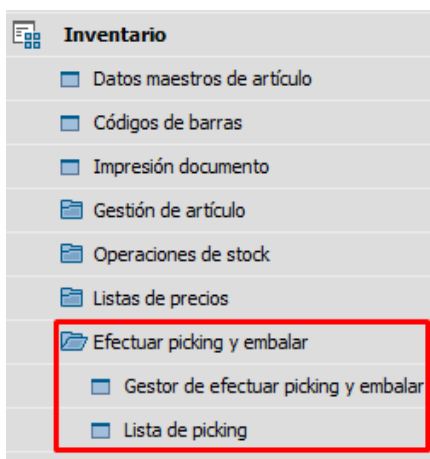 Inventario
Datos maestros de artículo
Códigos de barras
Impresión documento
Gestión de artículo
Operaciones de stock
Listas de precios
Efectuar picking y embalar
Gestor de efectuar picking y embalar
Lista de picking